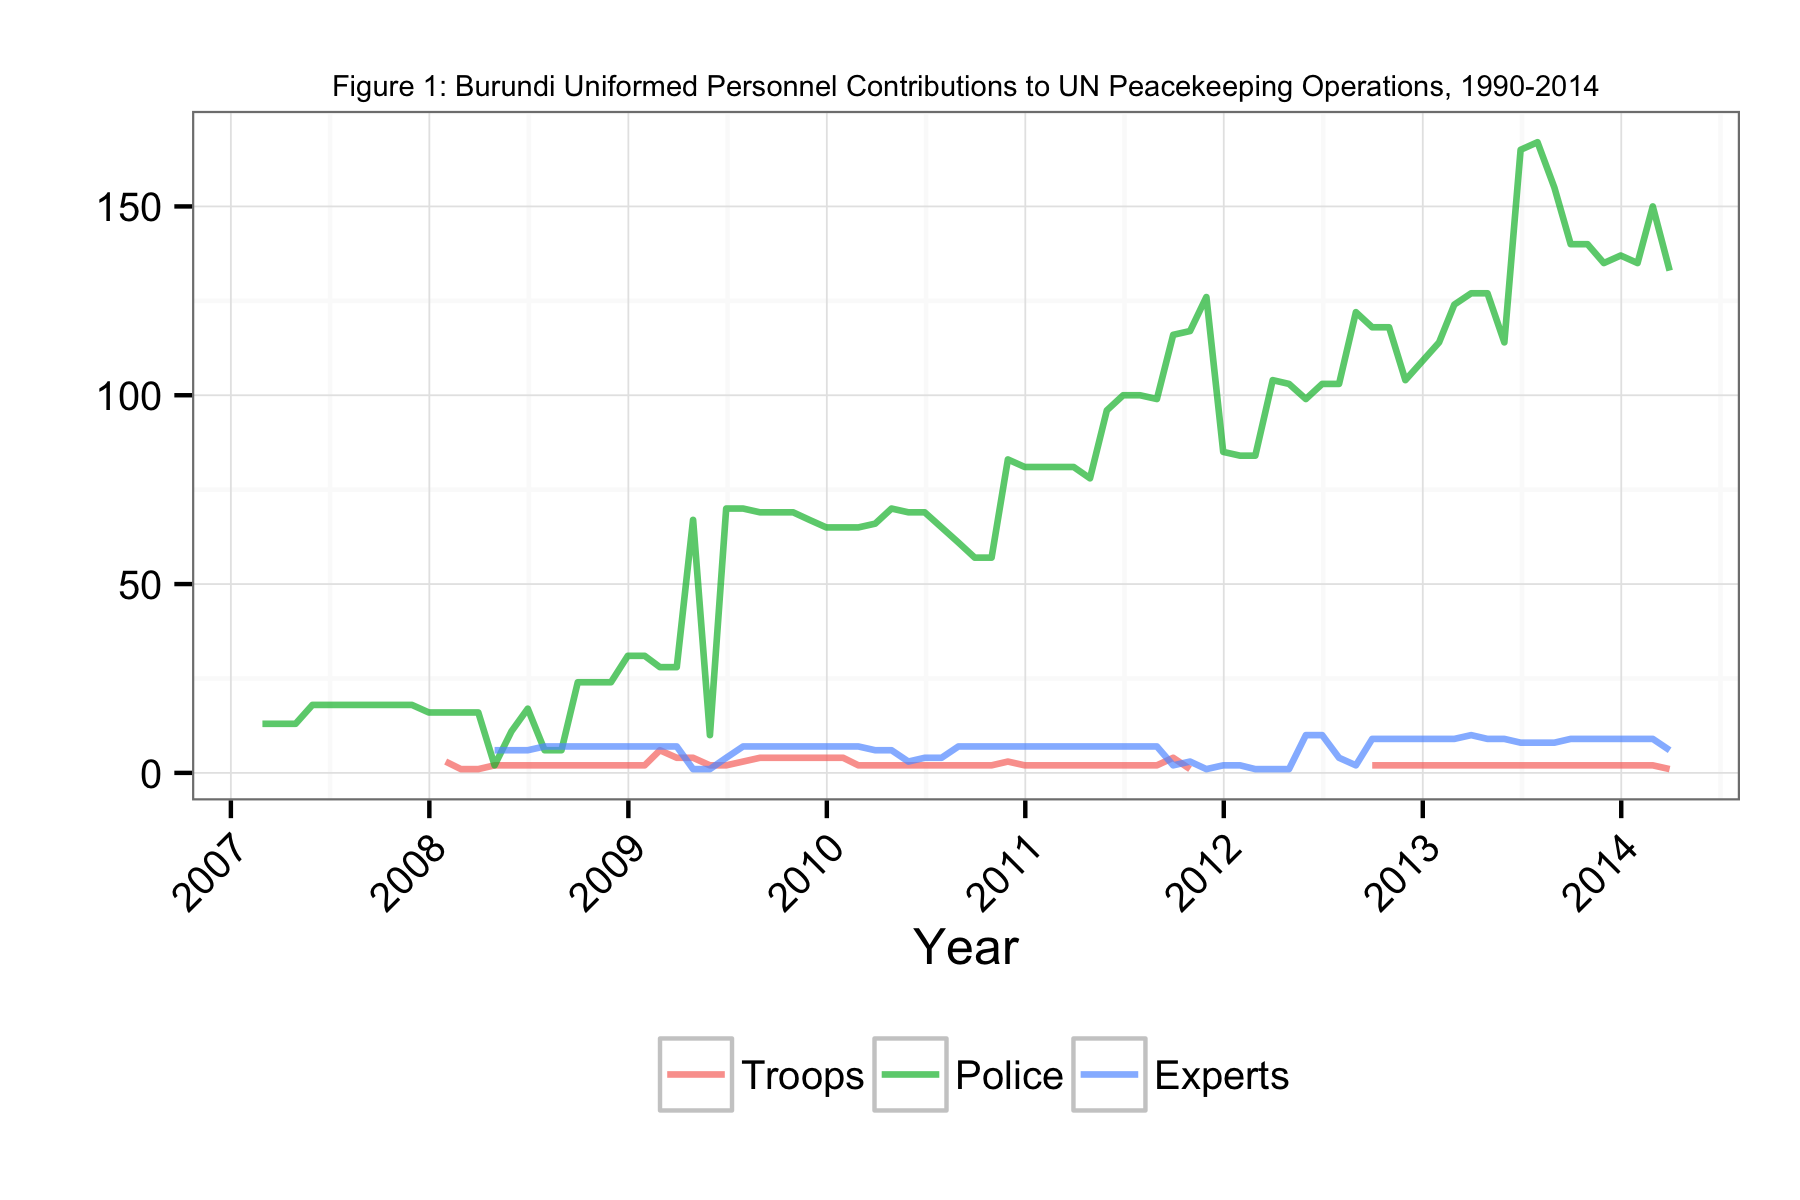 Figure 1: Burundi Uniformed Personnel Contributions to UN Peacekeeping Operations, 1990-2014
150
100
50
0
2007 2008 2009 2010 2011 2012 2013 2014
Year
Troops Police Experts